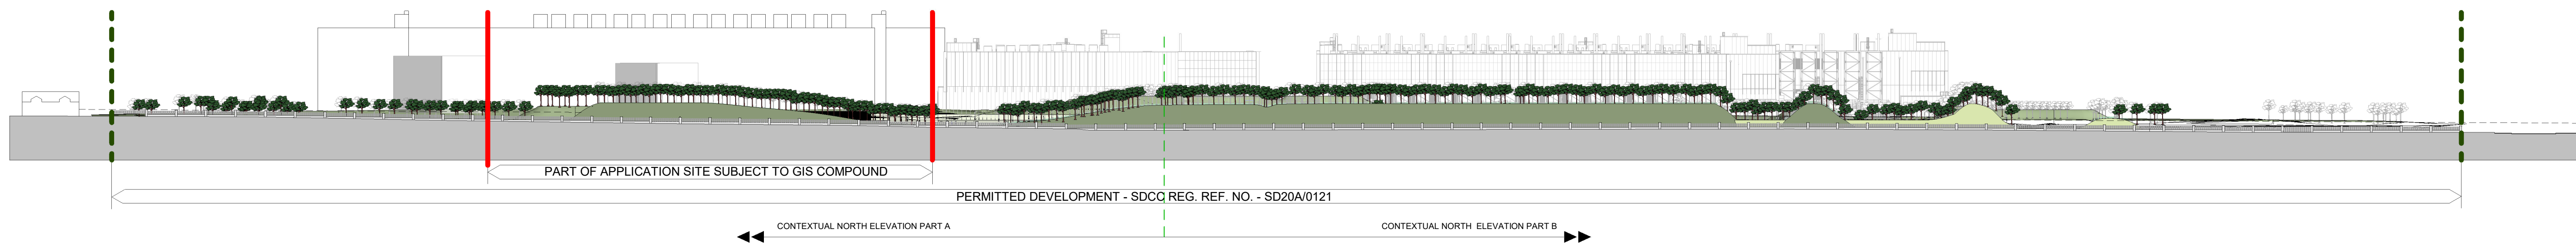 PART OF APPLICATION SITE SUBJECT TO GIS COMPOUND
PERMITTED DEVELOPMENT - SDCC REG. REF. NO. - SD20A/0121
CONTEXTUAL NORTH ELEVATION PART A
CONTEXTUAL NORTH ELEVATION PART B